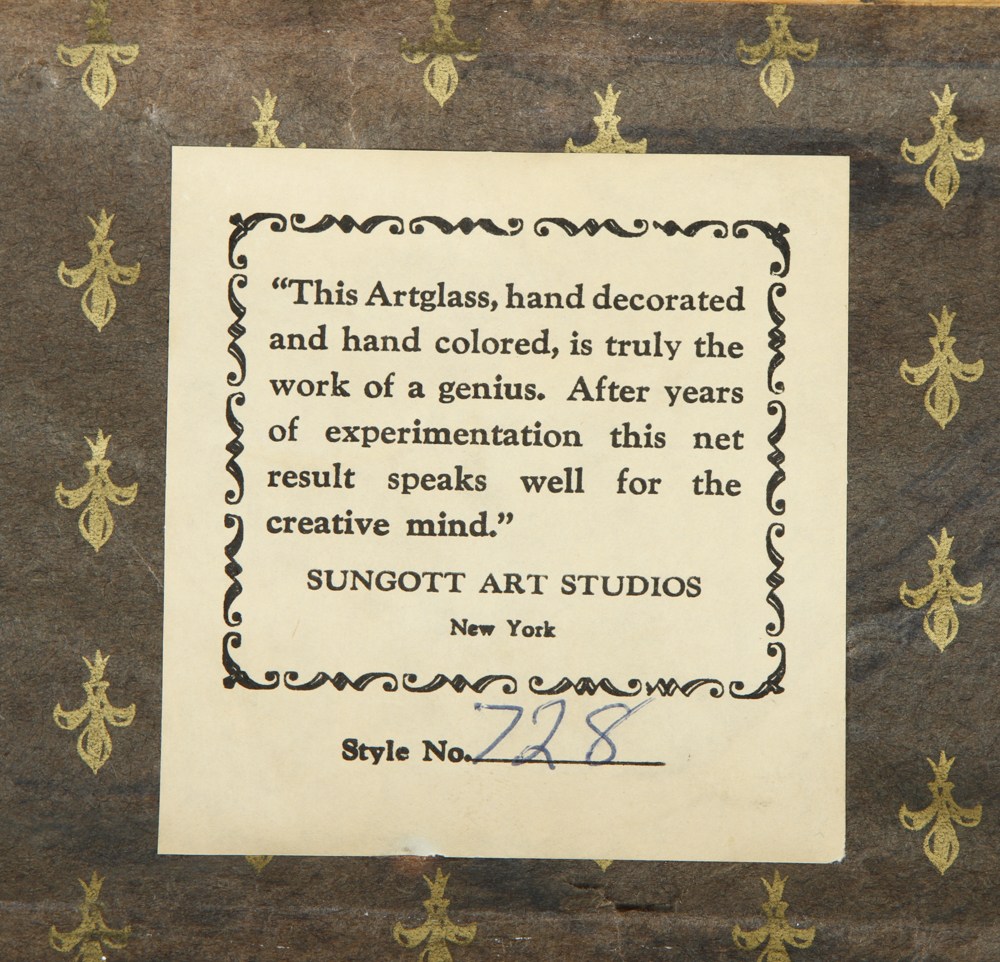 “This Artglass, hand decorated
and hand colored, is truly the
work of a genius. After years
of experimentation this net
result speaks well for the
creative mind.”
SUNGOTT ART STUDIOS
New York
Style No. 728